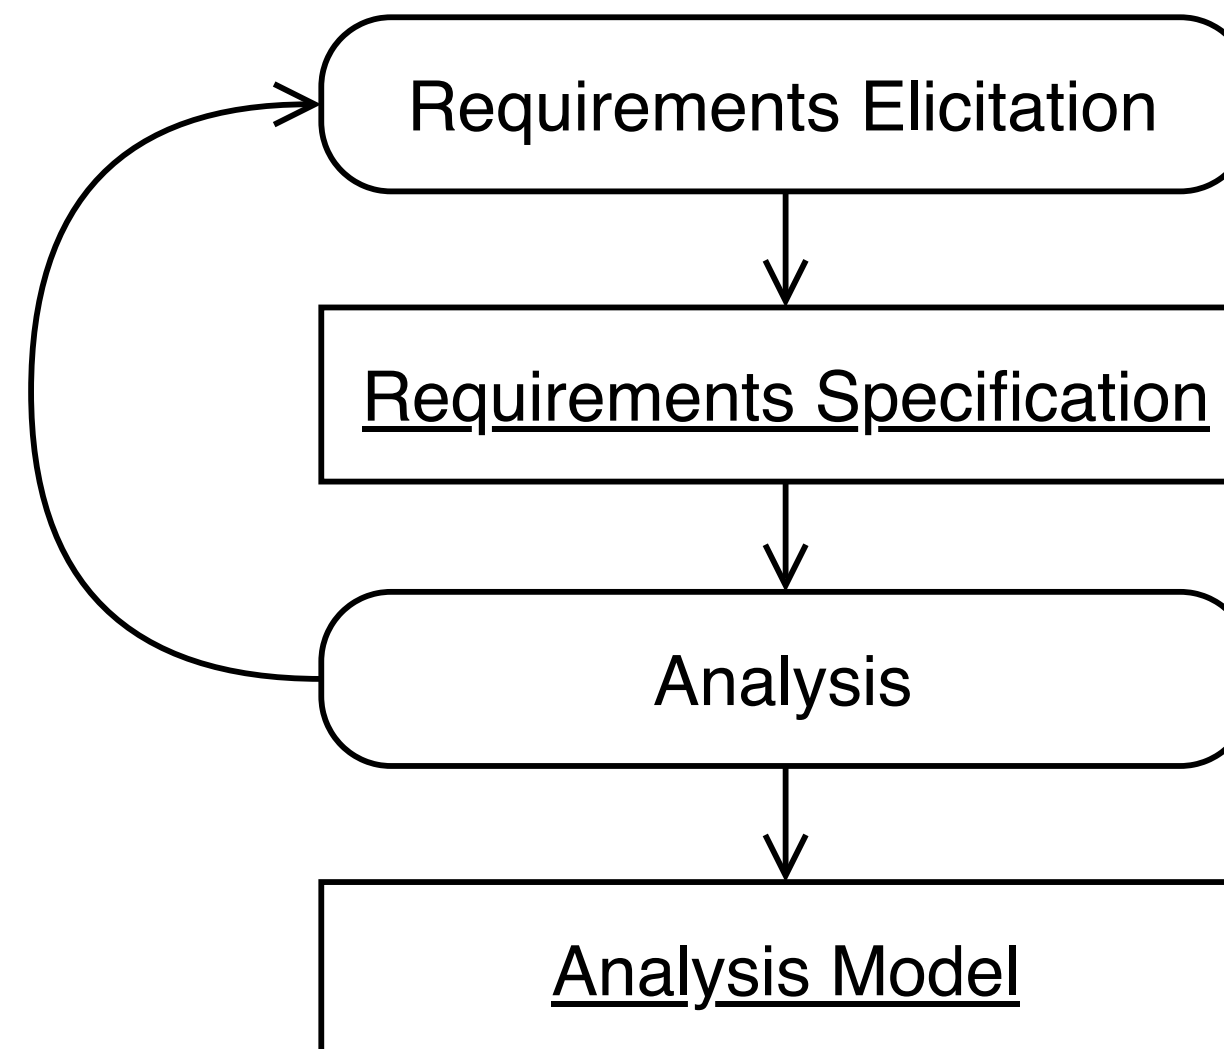 Requirements Elicitation
Requirements Specification
Analysis
Analysis Model